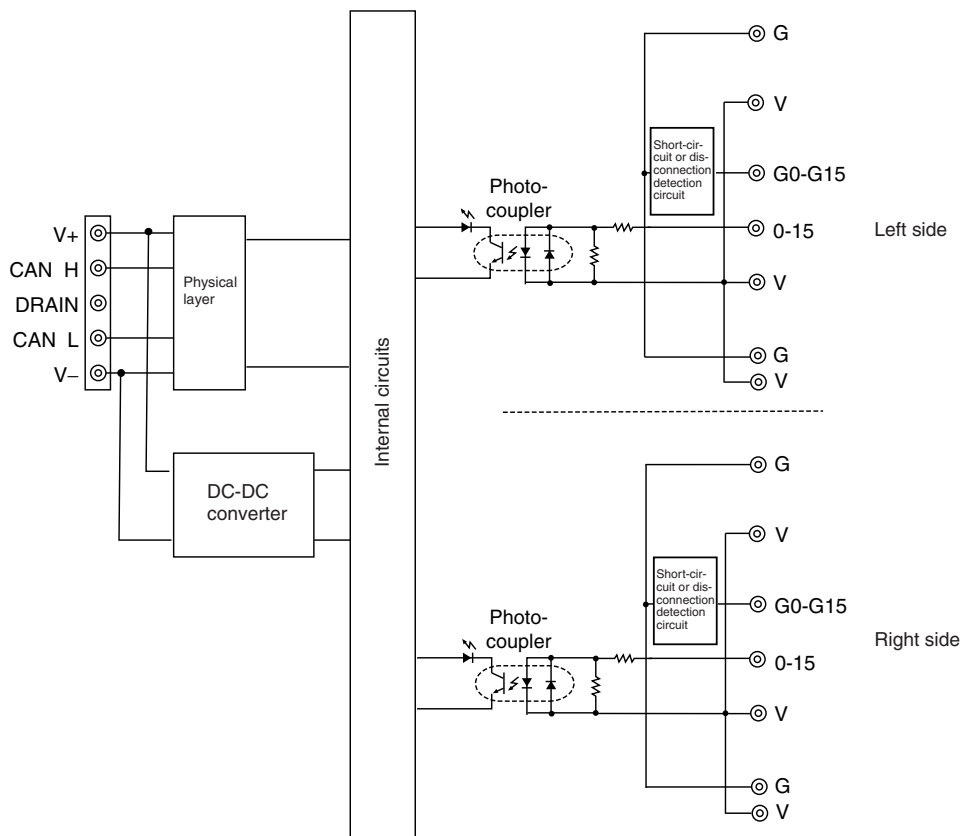 G
V
Short-cir-
cuit or dis-
connection
detection
circuit
G0-G15
Photo-
coupler
0-15
Left side
V
G
V
V+
CAN H
DRAIN
CAN L
V–
Physical
layer
DC-DC
converter
Internal circuits
G
V
Short-cir-
cuit or dis-
connection
detection
circuit
G0-G15
Photo-
coupler
0-15
Right side
V
G
V